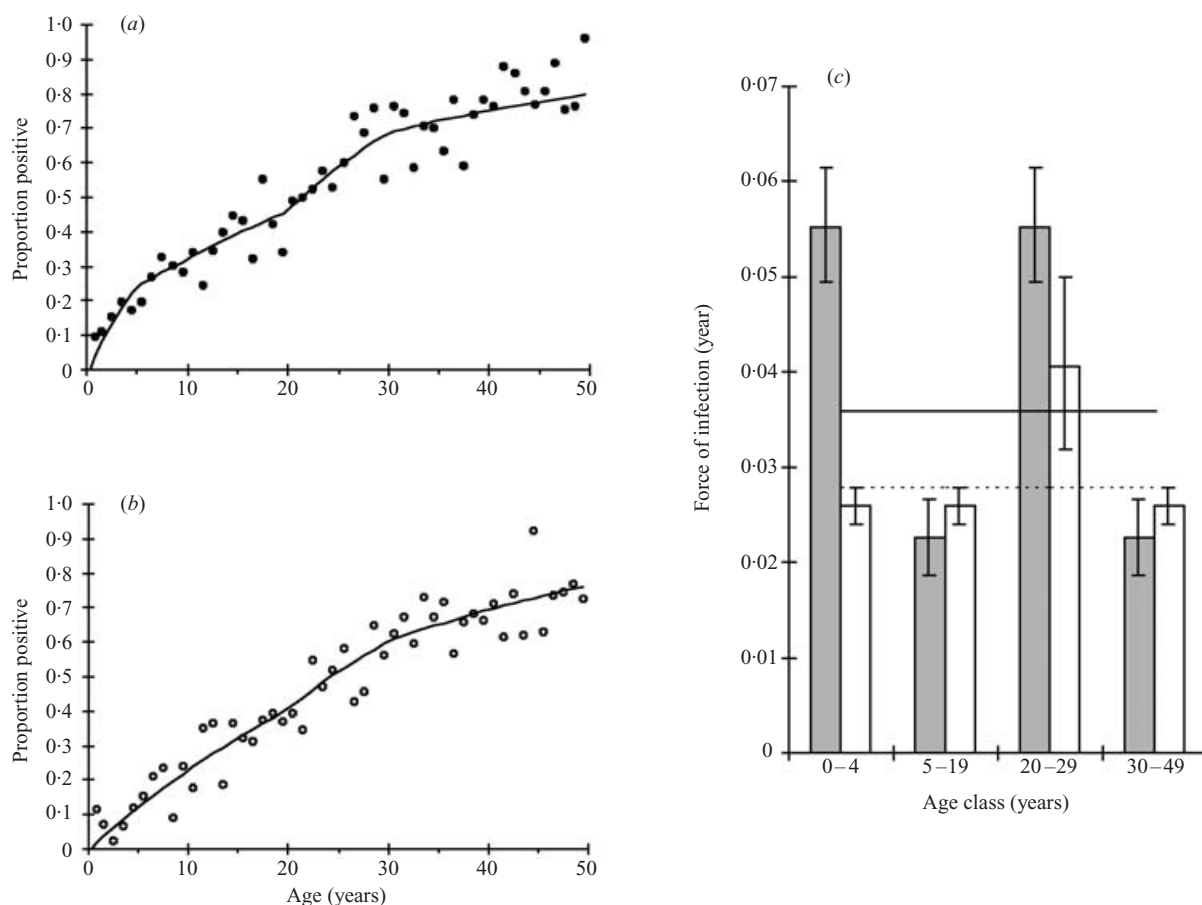 (a)
1·0
0·9
0·8
0·7
0·6
0·5
0·4
0·3
0·2
0·1
0
Proportion positive
0 10 20 30 40 50
(b)
1·0
0·9
0·8
0·7
0·6
0·5
0·4
0·3
0·2
0·1
0
Proportion positive
0 10 20 30 40 50
Age (years)
(c)
0·07
0·06
0·05
0·04
0·03
0·02
0·01
0
Force of infection (year)
0–4 5–19 20–29 30–49
Age class (years)